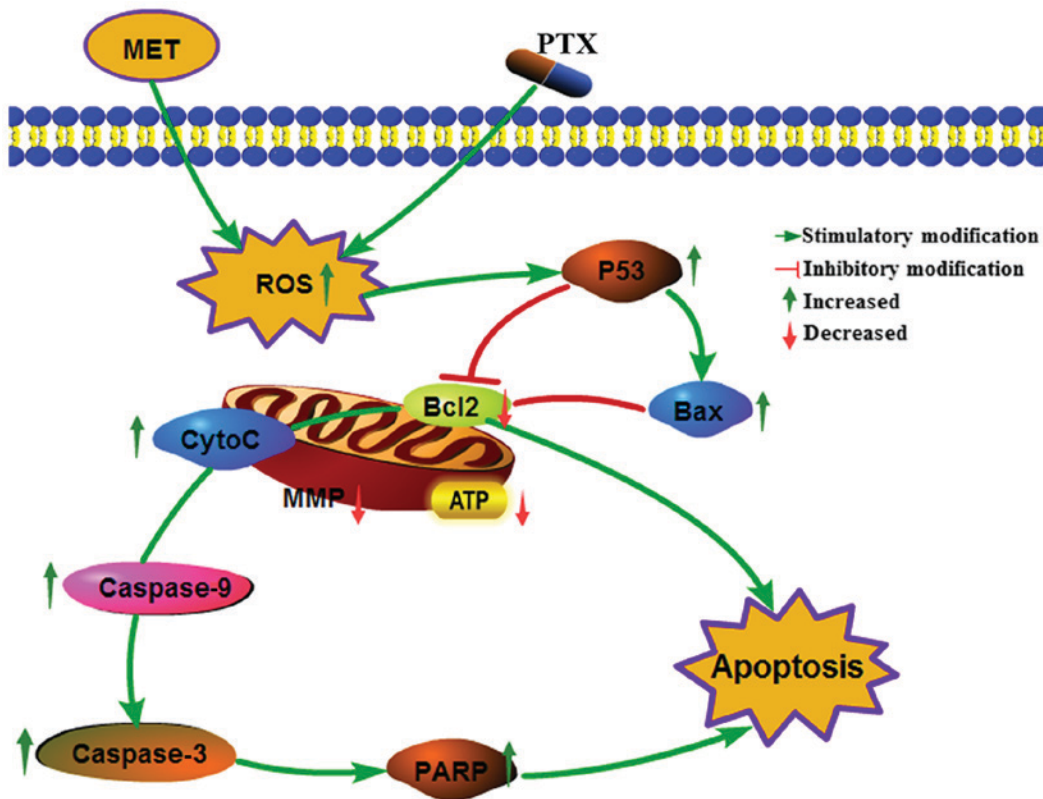 MET
PTX
ROS
P53
Stimulatory modification
Inhibitory modification
Increased
Decreased
Bcl2
Bax
CytoC
MMP
ATP
Caspase-9
Apoptosis
Caspase-3
PARP